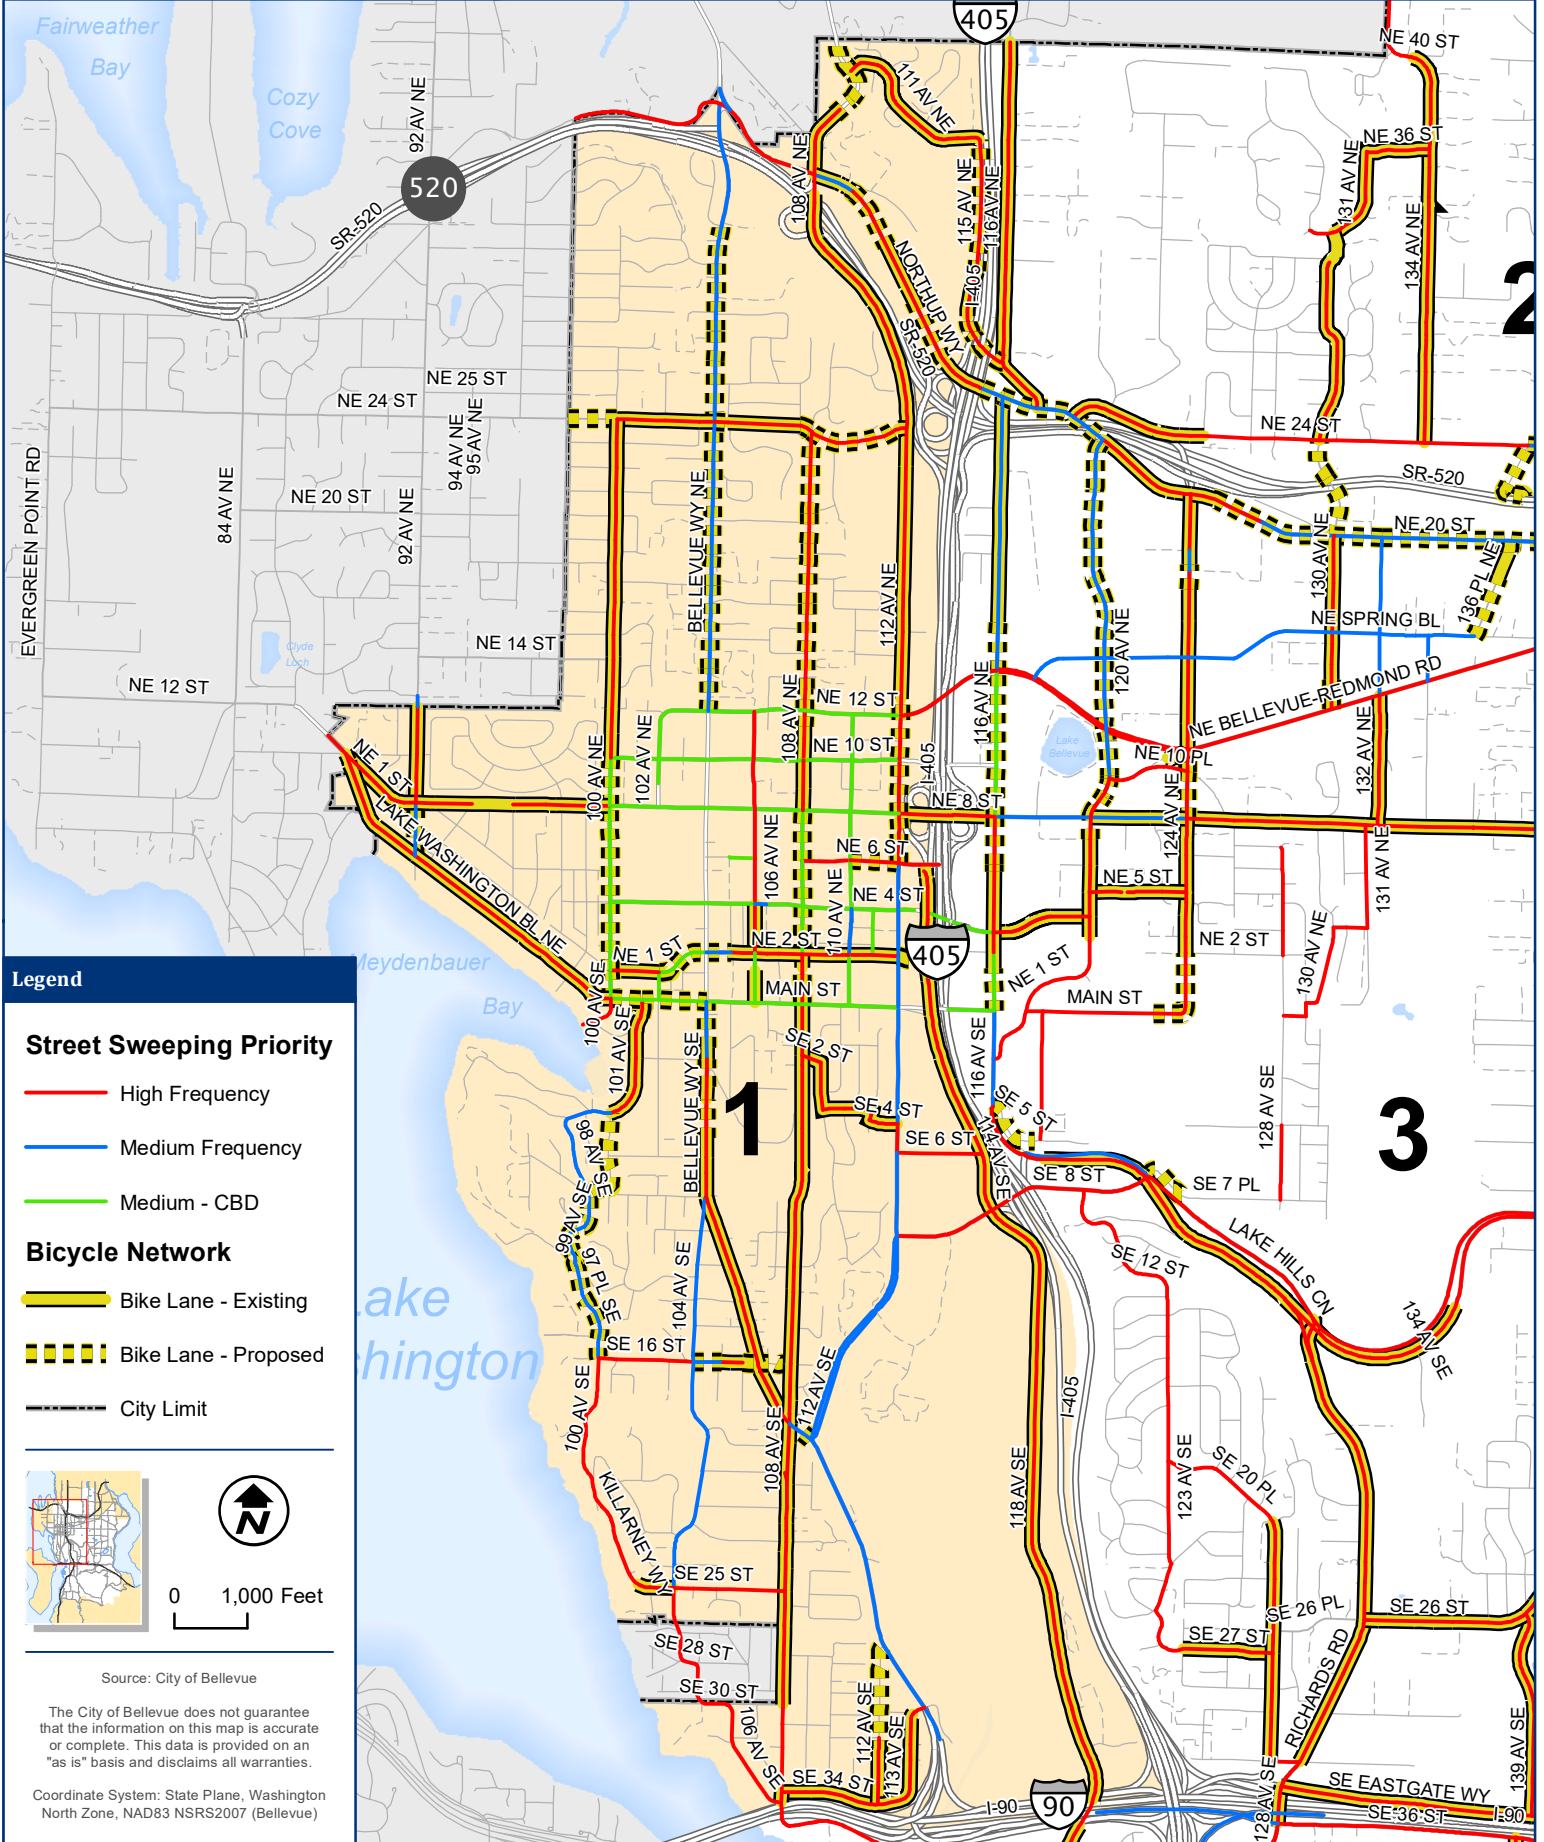 405
Fairweather
Bay
Cozy
Cove
92 AV NE
520
SR-520
NE 40 ST
111 AV NE
NE 36 ST
131 AV NE
134 AV NE
108 AV NE
115 AV NE
116 AV NE
I-405
NORTHUP WY
SR-520
2
NE 25 ST
NE 24 ST
94 AV NE
95 AV NE
NE 24 ST
SR-520
EVERGREEN POINT RD
84 AV NE
NE 20 ST
92 AV NE
BELLEVUE WY NE
112 AV NE
NE 20 ST
130 AV NE
136 PL NE
NE SPRING BL
120 AV NE
NE 14 ST
Clyde
Loch
NE 12 ST
NE 12 ST
116 AV NE
NE BELLEVUE-REDMOND RD
108 AV NE
102 AV NE
100 AV NE
NE 10 ST
Lake
Bellevue
NE 10 PL
132 AV NE
I-405
NE 1 ST
LAKE WASHINGTON BL NE
NE 8 ST
124 AV NE
106 AV NE
NE 6 ST
131 AV NE
NE 5 ST
110 AV NE
NE 4 ST
NE 1 ST
NE 2 ST
405
NE 2 ST
130 AV NE
NE 1 ST
Meydenbauer
Bay
MAIN ST
MAIN ST
100 AV SE
101 AV SE
SE 2 ST
BELLEVUE WY SE
116 AV SE
128 AV SE
1
SE 4 ST
SE 5 ST
SE 6 ST
114 AV SE
3
98 AV SE
99 AV SE
97 PL SE
SE 8 ST
SE 7 PL
LAKE HILLS CN
104 AV SE
SE 12 ST
134 AV SE
ake
hington
SE 16 ST
112 AV SE
I-405
100 AV SE
108 AV SE
118 AV SE
123 AV SE
SE 20 PL
KILLARNEY WY
SE 25 ST
SE 26 PL
SE 26 ST
SE 27 ST
RICHARDS RD
SE 28 ST
SE 30 ST
106 AV SE
112 AV SE
113 AV SE
SE 34 ST
I-90
90
128 AV SE
SE EASTGATE WY
SE 36 ST
I-90
139 AV SE
Legend
Street Sweeping Priority
High Frequency
Medium Frequency
Medium - CBD
Bicycle Network
Bike Lane - Existing
Bike Lane - Proposed
City Limit
N
0 1,000 Feet
Source: City of Bellevue
The City of Bellevue does not guarantee
that the information on this map is accurate
or complete. This data is provided on an
"as is" basis and disclaims all warranties.
Coordinate System: State Plane, Washington
North Zone, NAD83 NSRS2007 (Bellevue)